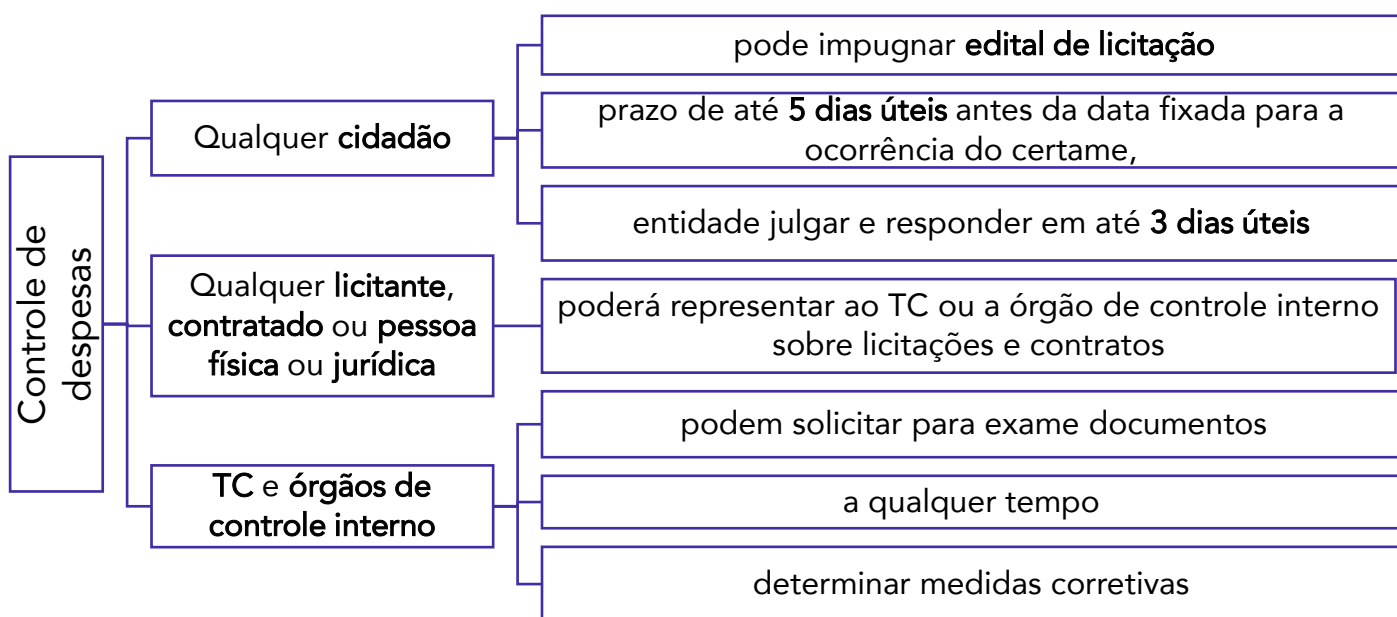 Controle de
despesas
Qualquer cidadão
pode impugnar edital de licitação
prazo de até 5 dias úteis antes da data fixada para a
ocorrência do certame,
entidade julgar e responder em até 3 dias úteis
Qualquer licitante,
contratado ou pessoa
física ou jurídica
poderá representar ao TC ou a órgão de controle interno
sobre licitações e contratos
TC e órgãos de
controle interno
podem solicitar para exame documentos
a qualquer tempo
determinar medidas corretivas